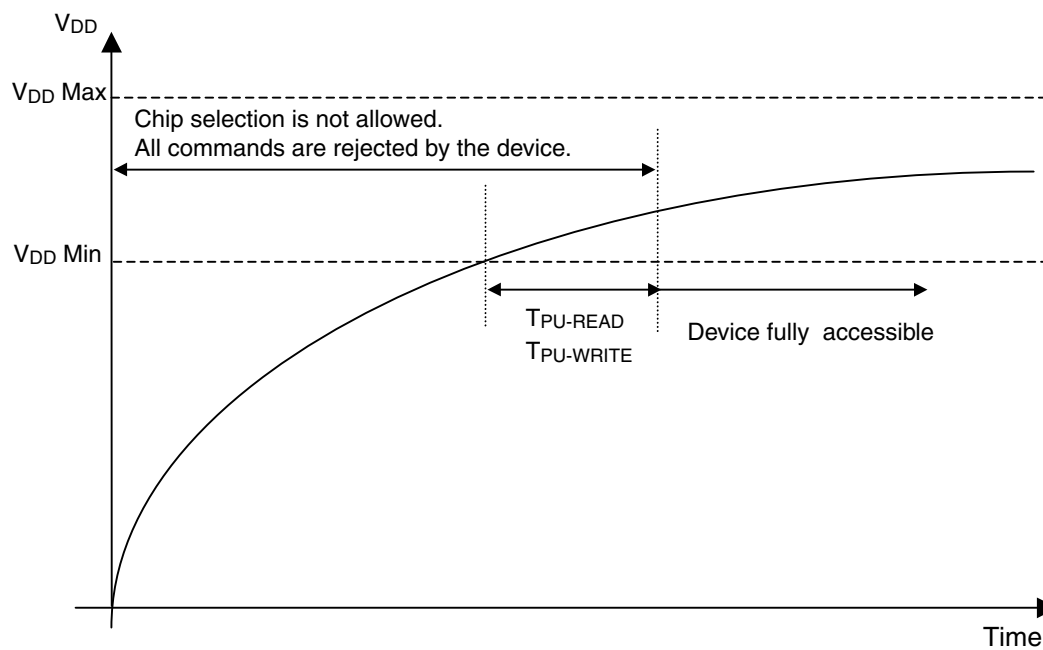 VDD
VDD Max
Chip selection is not allowed.
All commands are rejected by the device.
VDD Min
TPU-READ
TPU-WRITE
Device fully accessible
Time